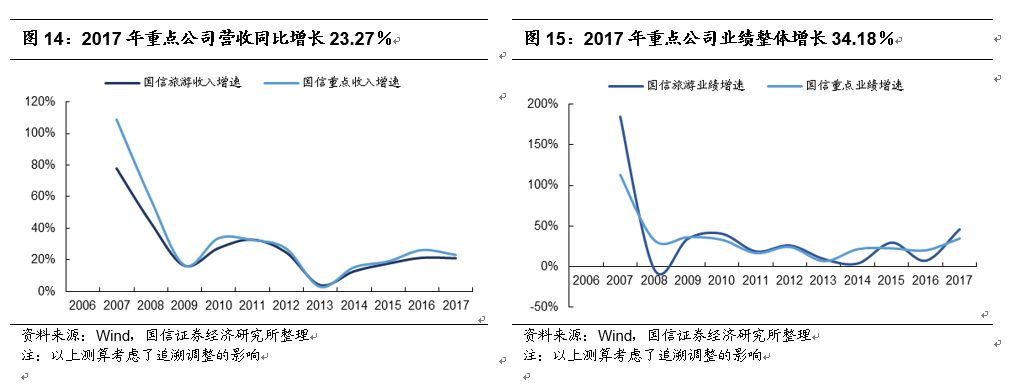 图 14：2017 年重点公司营收同比增长 23.27%
国信旅游收入增速 国信重点收入增速
120%
100%
80%
60%
40%
20%
0%
2006 2007 2008 2009 2010 2011 2012 2013 2014 2015 2016 2017
资料来源：Wind，国信证券经济研究所整理
注：以上测算考虑了追溯调整的影响
图 15：2017 年重点公司业绩整体增长 34.18%
国信旅游业绩增速 国信重点业绩增速
200%
150%
100%
50%
0%
-50%
2006 2007 2008 2009 2010 2011 2012 2013 2014 2015 2016 2017
资料来源：Wind，国信证券经济研究所整理
注：以上测算考虑了追溯调整的影响